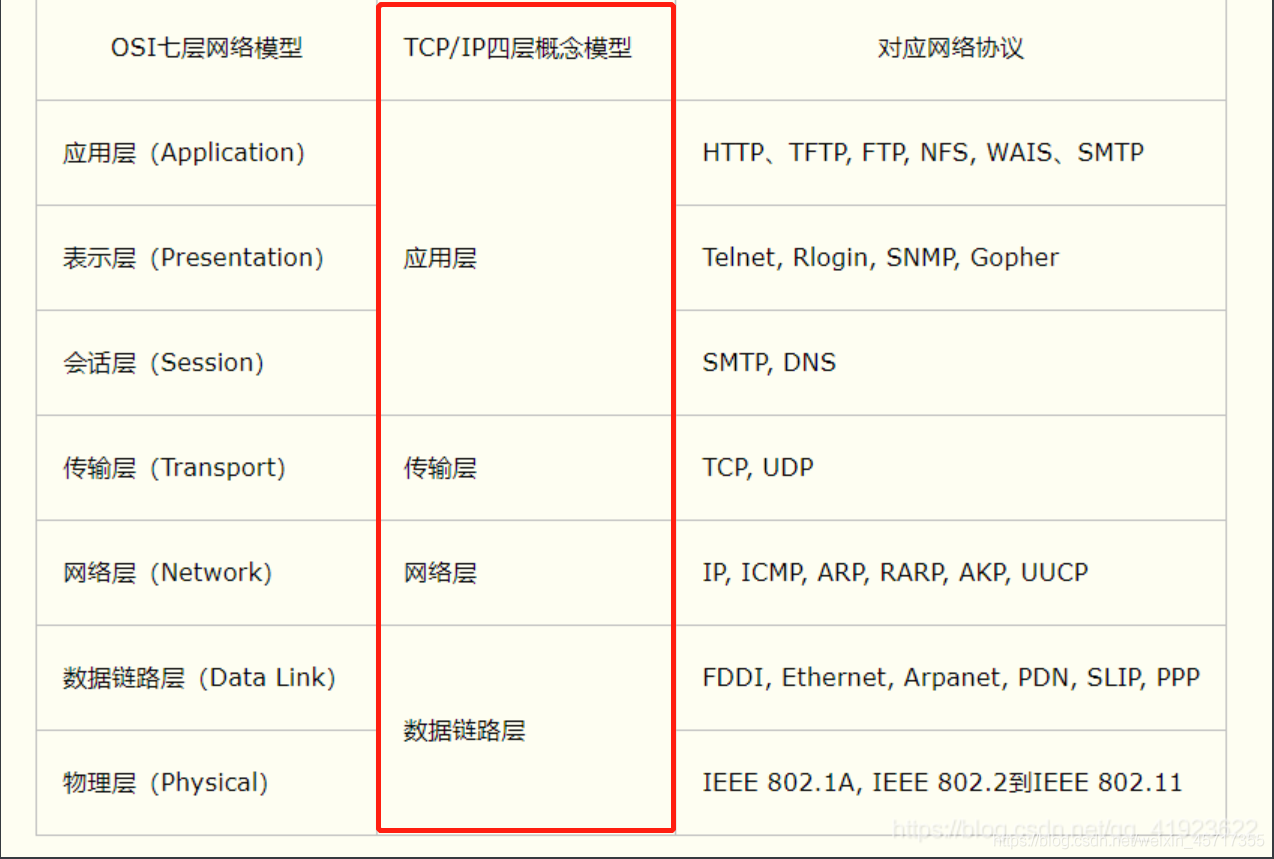 OSI七层网络模型 TCP/IP四层概念模型 对应网络协议
应用层（Application） HTTP、TFTP, FTP, NFS, WAIS、SMTP
表示层（Presentation） 应用层 Telnet, Rlogin, SNMP, Gopher
会话层（Session） SMTP, DNS
传输层（Transport） 传输层 TCP, UDP
网络层（Network） 网络层 IP, ICMP, ARP, RARP, AKP, UUCP
数据链路层（Data Link） FDDI, Ethernet, Arpanet, PDN, SLIP, PPP
数据链路层
物理层（Physical） IEEE 802.1A, IEEE 802.2到IEEE 802.11
https://blog.csdn.net/qq_41923622
https://blog.csdn.net/weixin_45717395